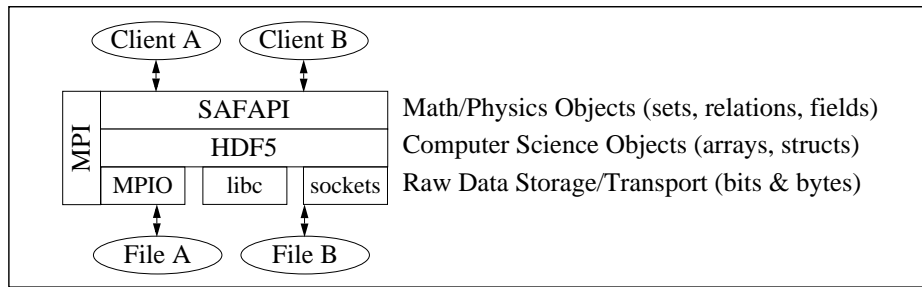 Client A Client B
MPI
SAFAPI Math/Physics Objects (sets, relations, fields)
HDF5 Computer Science Objects (arrays, structs)
MPIO libc sockets Raw Data Storage/Transport (bits & bytes)
File A File B